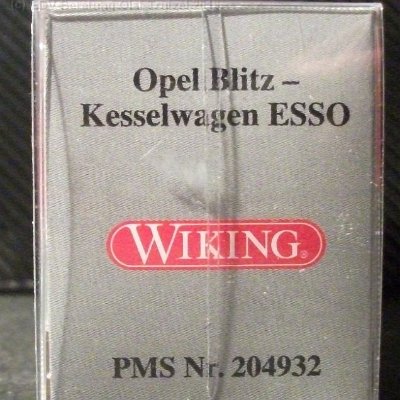 Opel Blitz –
Kesselwagen ESSO
WIKING®
PMS Nr. 204932